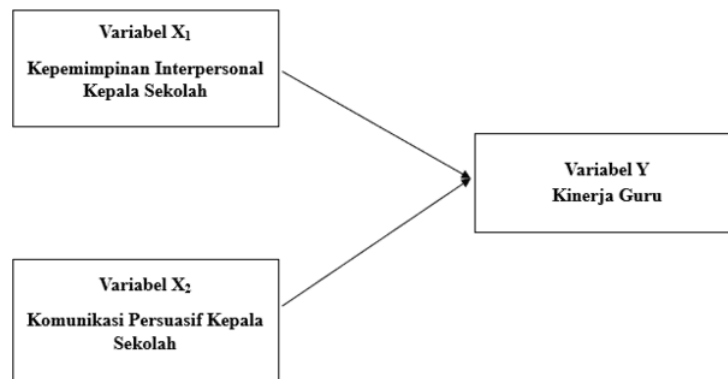 Variabel X₁
Kepemimpinan Interpersonal
Kepala Sekolah
Variabel Y
Kinerja Guru
Variabel X₂
Komunikasi Persuasif Kepala
Sekolah